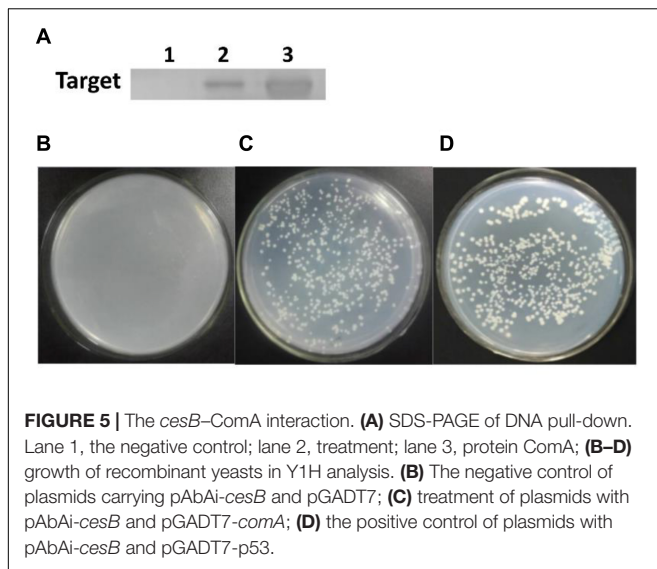 A
1 2 3
Target
B C D
FIGURE 5 | The cesB–ComA interaction. (A) SDS-PAGE of DNA pull-down.
Lane 1, the negative control; lane 2, treatment; lane 3, protein ComA; (B–D)
growth of recombinant yeasts in Y1H analysis. (B) The negative control of
plasmids carrying pAbAi-cesB and pGADT7; (C) treatment of plasmids with
pAbAi-cesB and pGADT7-comA; (D) the positive control of plasmids with
pAbAi-cesB and pGADT7-p53.